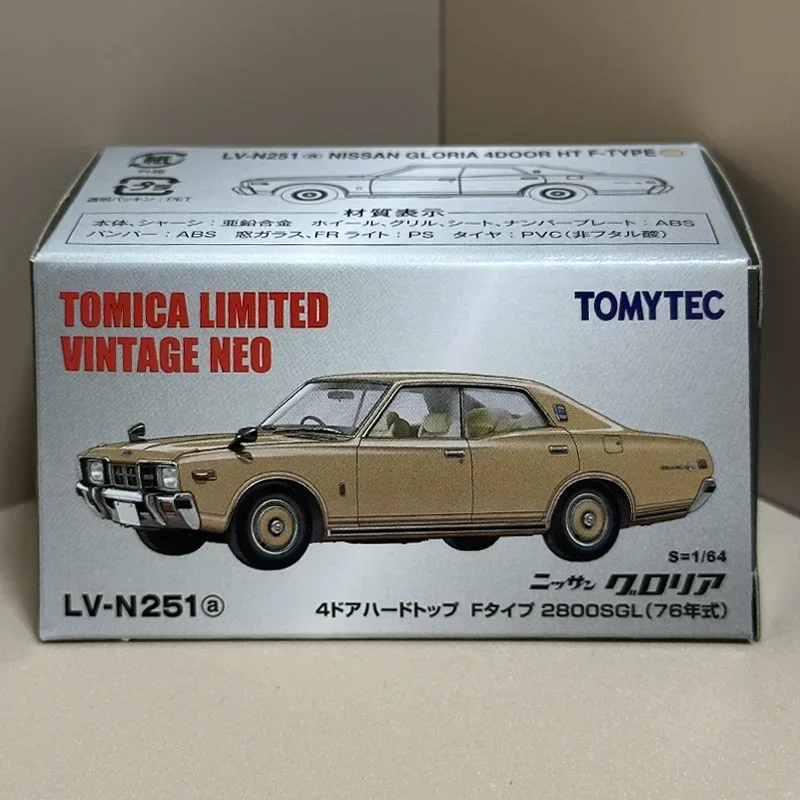 LV-N251 ⓐ NISSAN GLORIA 4DOOR HT F-TYPE
紙
プラ
透明パッキン:PET
材質表示
本体、シャーシ:亜鉛合金 ホイール、グリル、シート、ナンバープレート:ABS
バンパー:ABS 窓ガラス、FRライト:PS タイヤ:PVC(非フタル酸)
TOMICA LIMITED
VINTAGE NEO
TOMYTEC
S=1/64
ニッサン グロリア
LV-N251ⓐ
4ドアハードトップ Fタイプ 2800SGL(76年式)